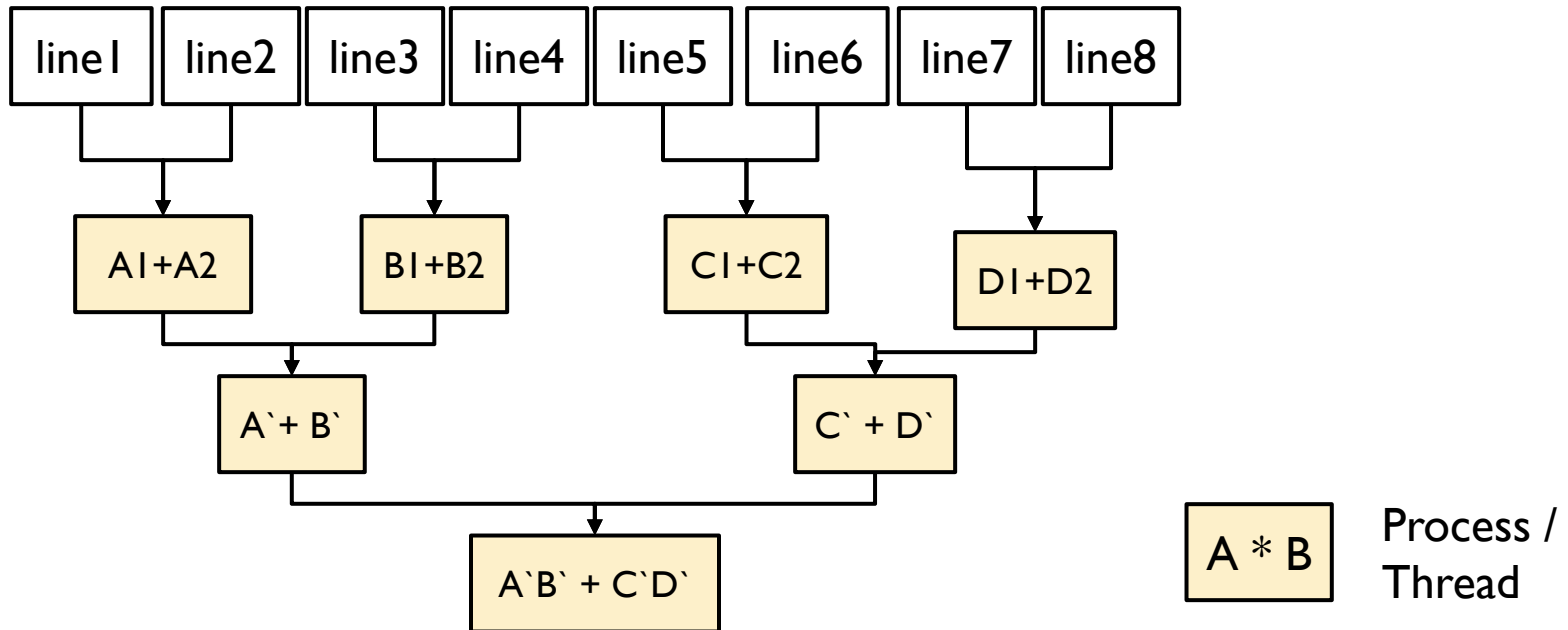 line1
line2
line3
line4
line5
line6
line7
line8
A1+A2
B1+B2
C1+C2
D1+D2
A`+ B`
C` + D`
A`B` + C`D`
A * B
Process /
Thread